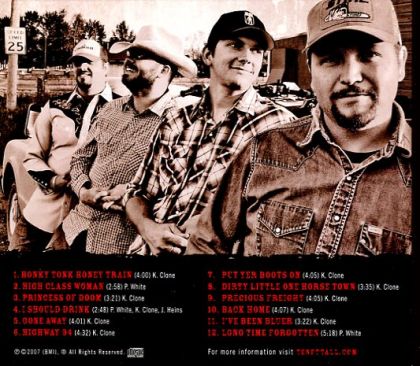 SPEED
LIMIT
25
1. HONKY TONK HONEY TRAIN (4:00) K. Clone
2. HIGH CLASS WOMAN (2:58) P. White
3. PRINCESS OF DOOM (3:21) K. Clone
4. I SHOULD DRINK (2:48) P. White, K. Clone, J. Heins
5. GONE AWAY (4:01) K. Clone
6. HIGHWAY 94 (4:32) K. Clone
7. PUT YER BOOTS ON (4:05) K. Clone
8. DIRTY LITTLE ONE HORSE TOWN (3:35) K. Clone
9. PRECIOUS FREIGHT (4:05) K. Clone
10. BACK HOME (4:07) K. Clone
11. I'VE BEEN BLUER (3:22) K. Clone
12. LONG TIME FORGOTTEN (5:18) P. White
℗©2007 (BMI), ® All Rights Reserved.
For more information visit